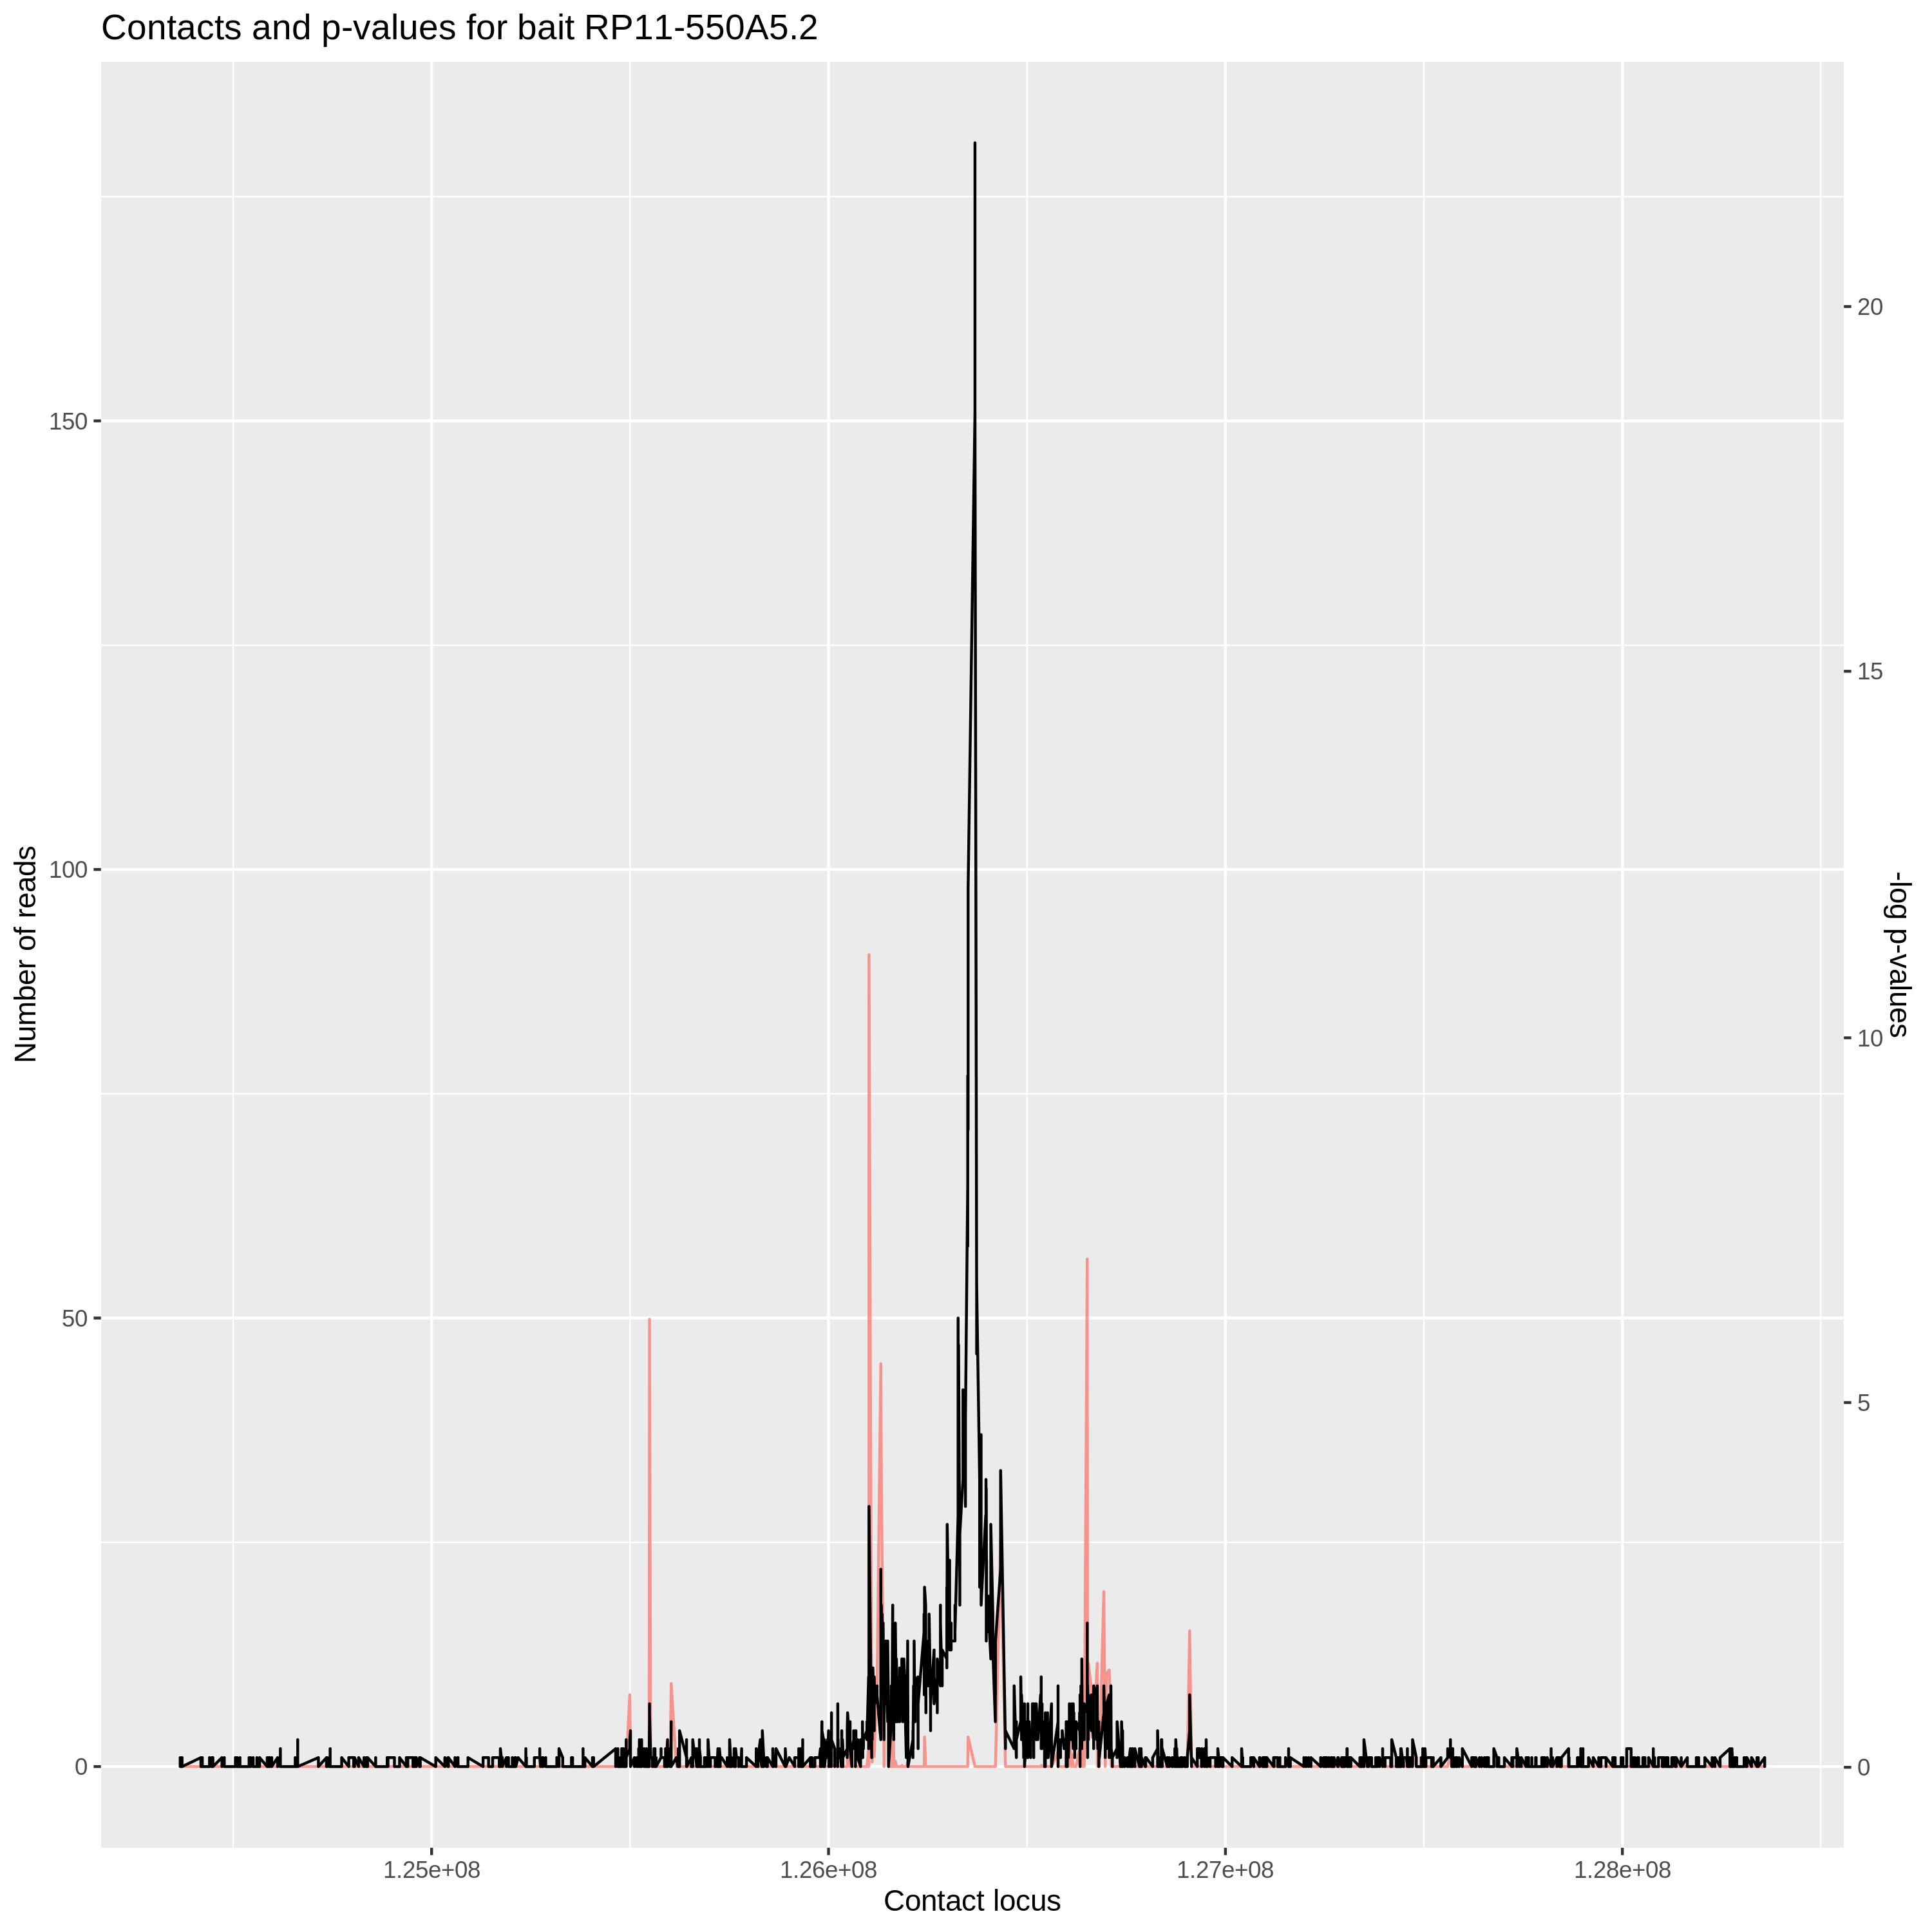 Contacts and p-values for bait RP11-550A5.2
Number of reads
150
100
50
0
20
15
10
5
0
-log p-values
1.25e+08
1.26e+08
1.27e+08
1.28e+08
Contact locus